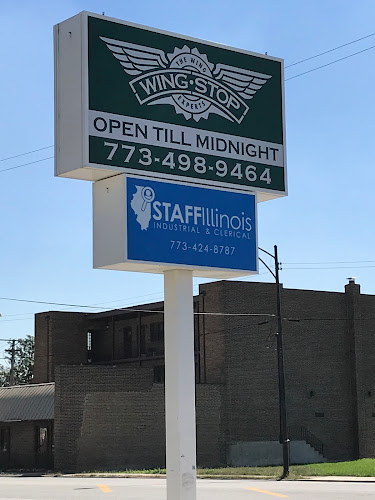 THE WING
WING·STOP
EXPERTS
OPEN TILL MIDNIGHT
773-498-9464
STAFFIllinois
INDUSTRIAL & CLERICAL
773-424-8787